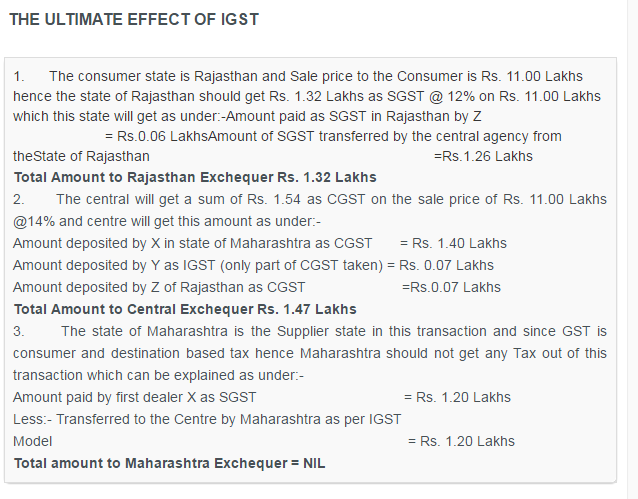 THE ULTIMATE EFFECT OF IGST
1. The consumer state is Rajasthan and Sale price to the Consumer is Rs. 11.00 Lakhs
hence the state of Rajasthan should get Rs. 1.32 Lakhs as SGST @ 12% on Rs. 11.00 Lakhs
which this state will get as under:-Amount paid as SGST in Rajasthan by Z
= Rs.0.06 LakhsAmount of SGST transferred by the central agency from
theState of Rajasthan =Rs.1.26 Lakhs
Total Amount to Rajasthan Exchequer Rs. 1.32 Lakhs
2. The central will get a sum of Rs. 1.54 as CGST on the sale price of Rs. 11.00 Lakhs
@14% and centre will get this amount as under:-
Amount deposited by X in state of Maharashtra as CGST = Rs. 1.40 Lakhs
Amount deposited by Y as IGST (only part of CGST taken) = Rs. 0.07 Lakhs
Amount deposited by Z of Rajasthan as CGST =Rs.0.07 Lakhs
Total Amount to Central Exchequer Rs. 1.47 Lakhs
3. The state of Maharashtra is the Supplier state in this transaction and since GST is
consumer and destination based tax hence Maharashtra should not get any Tax out of this
transaction which can be explained as under:-
Amount paid by first dealer X as SGST = Rs. 1.20 Lakhs
Less:- Transferred to the Centre by Maharashtra as per IGST
Model = Rs. 1.20 Lakhs
Total amount to Maharashtra Exchequer = NIL